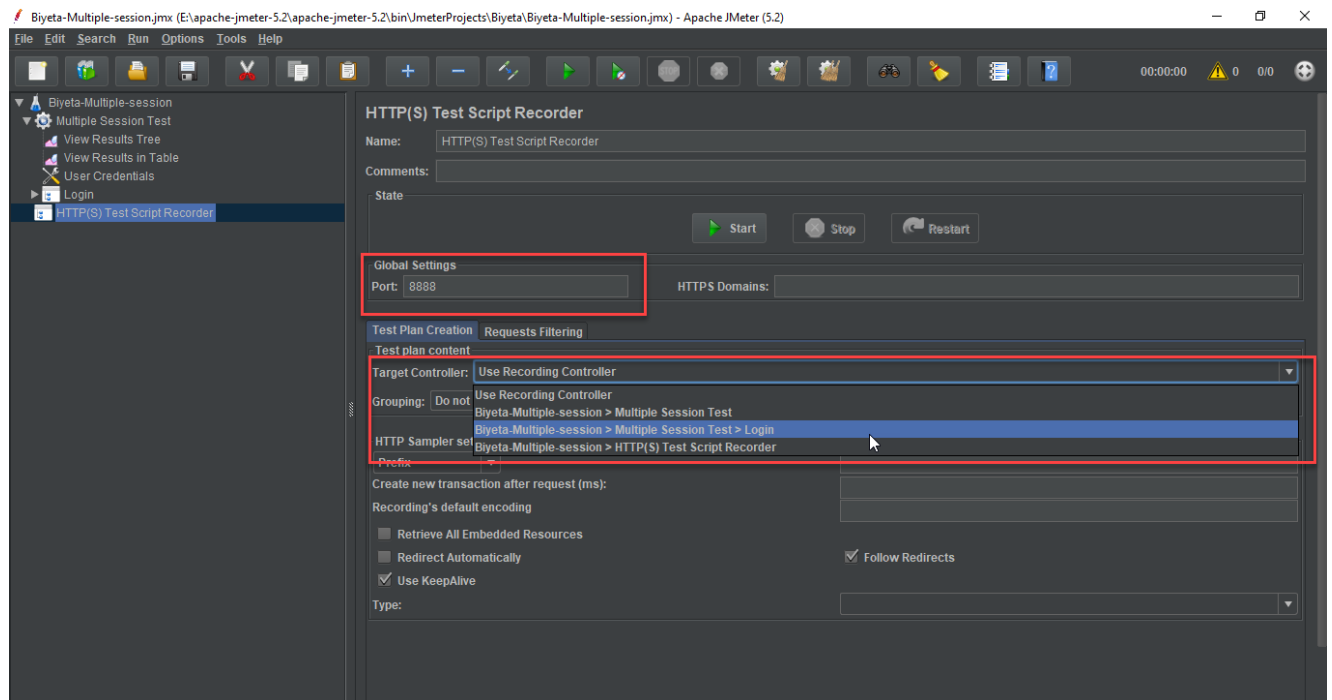 Biyeta-Multiple-session.jmx (E:\apache-jmeter-5.2\apache-jmeter-5.2\bin\JmeterProjects\Biyeta\Biyeta-Multiple-session.jmx) - Apache JMeter (5.2)
File Edit Search Run Options Tools Help
STOP ? 00:00:00 0 0/0
Biyeta-Multiple-session
Multiple Session Test
View Results Tree
View Results in Table
User Credentials
Login
HTTP(S) Test Script Recorder
HTTP(S) Test Script Recorder
Name: HTTP(S) Test Script Recorder
Comments:
State
Start Stop Restart
Global Settings
Port: 8888 HTTPS Domains:
Test Plan Creation Requests Filtering
Test plan content
Target Controller: Use Recording Controller
Use Recording Controller
Grouping: Do not
Biyeta-Multiple-session > Multiple Session Test
Biyeta-Multiple-session > Multiple Session Test > Login
HTTP Sampler set
Biyeta-Multiple-session > HTTP(S) Test Script Recorder
Prefix
Create new transaction after request (ms):
Recording's default encoding
Retrieve All Embedded Resources
Redirect Automatically Follow Redirects
Use KeepAlive
Type: